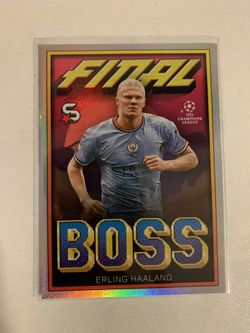 FINAL
UEFA
CHAMPIONS
LEAGUE
BOSS
ERLING HAALAND